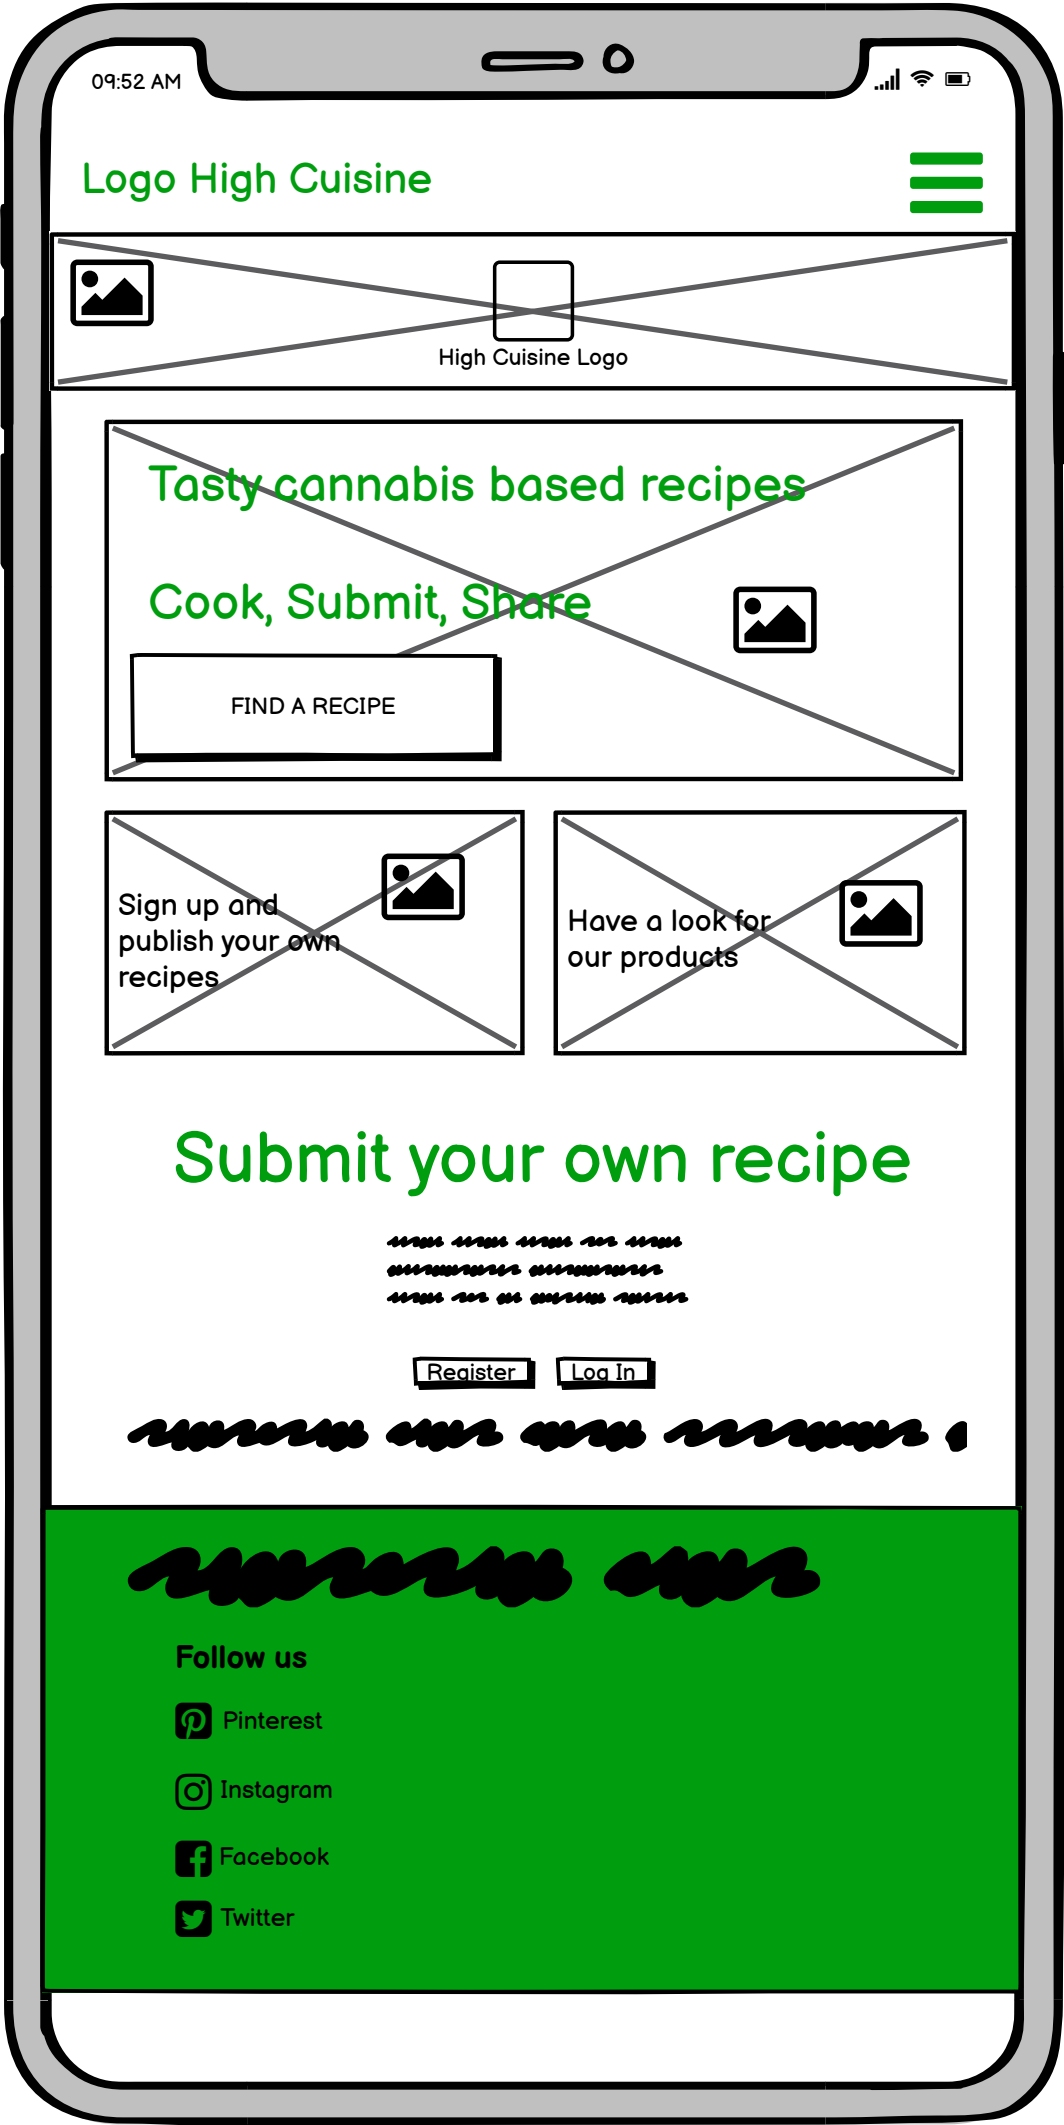 09:52 AM
Logo High Cuisine
High Cuisine Logo
Tasty cannabis based recipes
Cook, Submit, Share
FIND A RECIPE
Sign up and
publish your own
recipes
Have a look for
our products
Submit your own recipe
Register
Log In
Follow us
Pinterest
Instagram
Facebook
Twitter